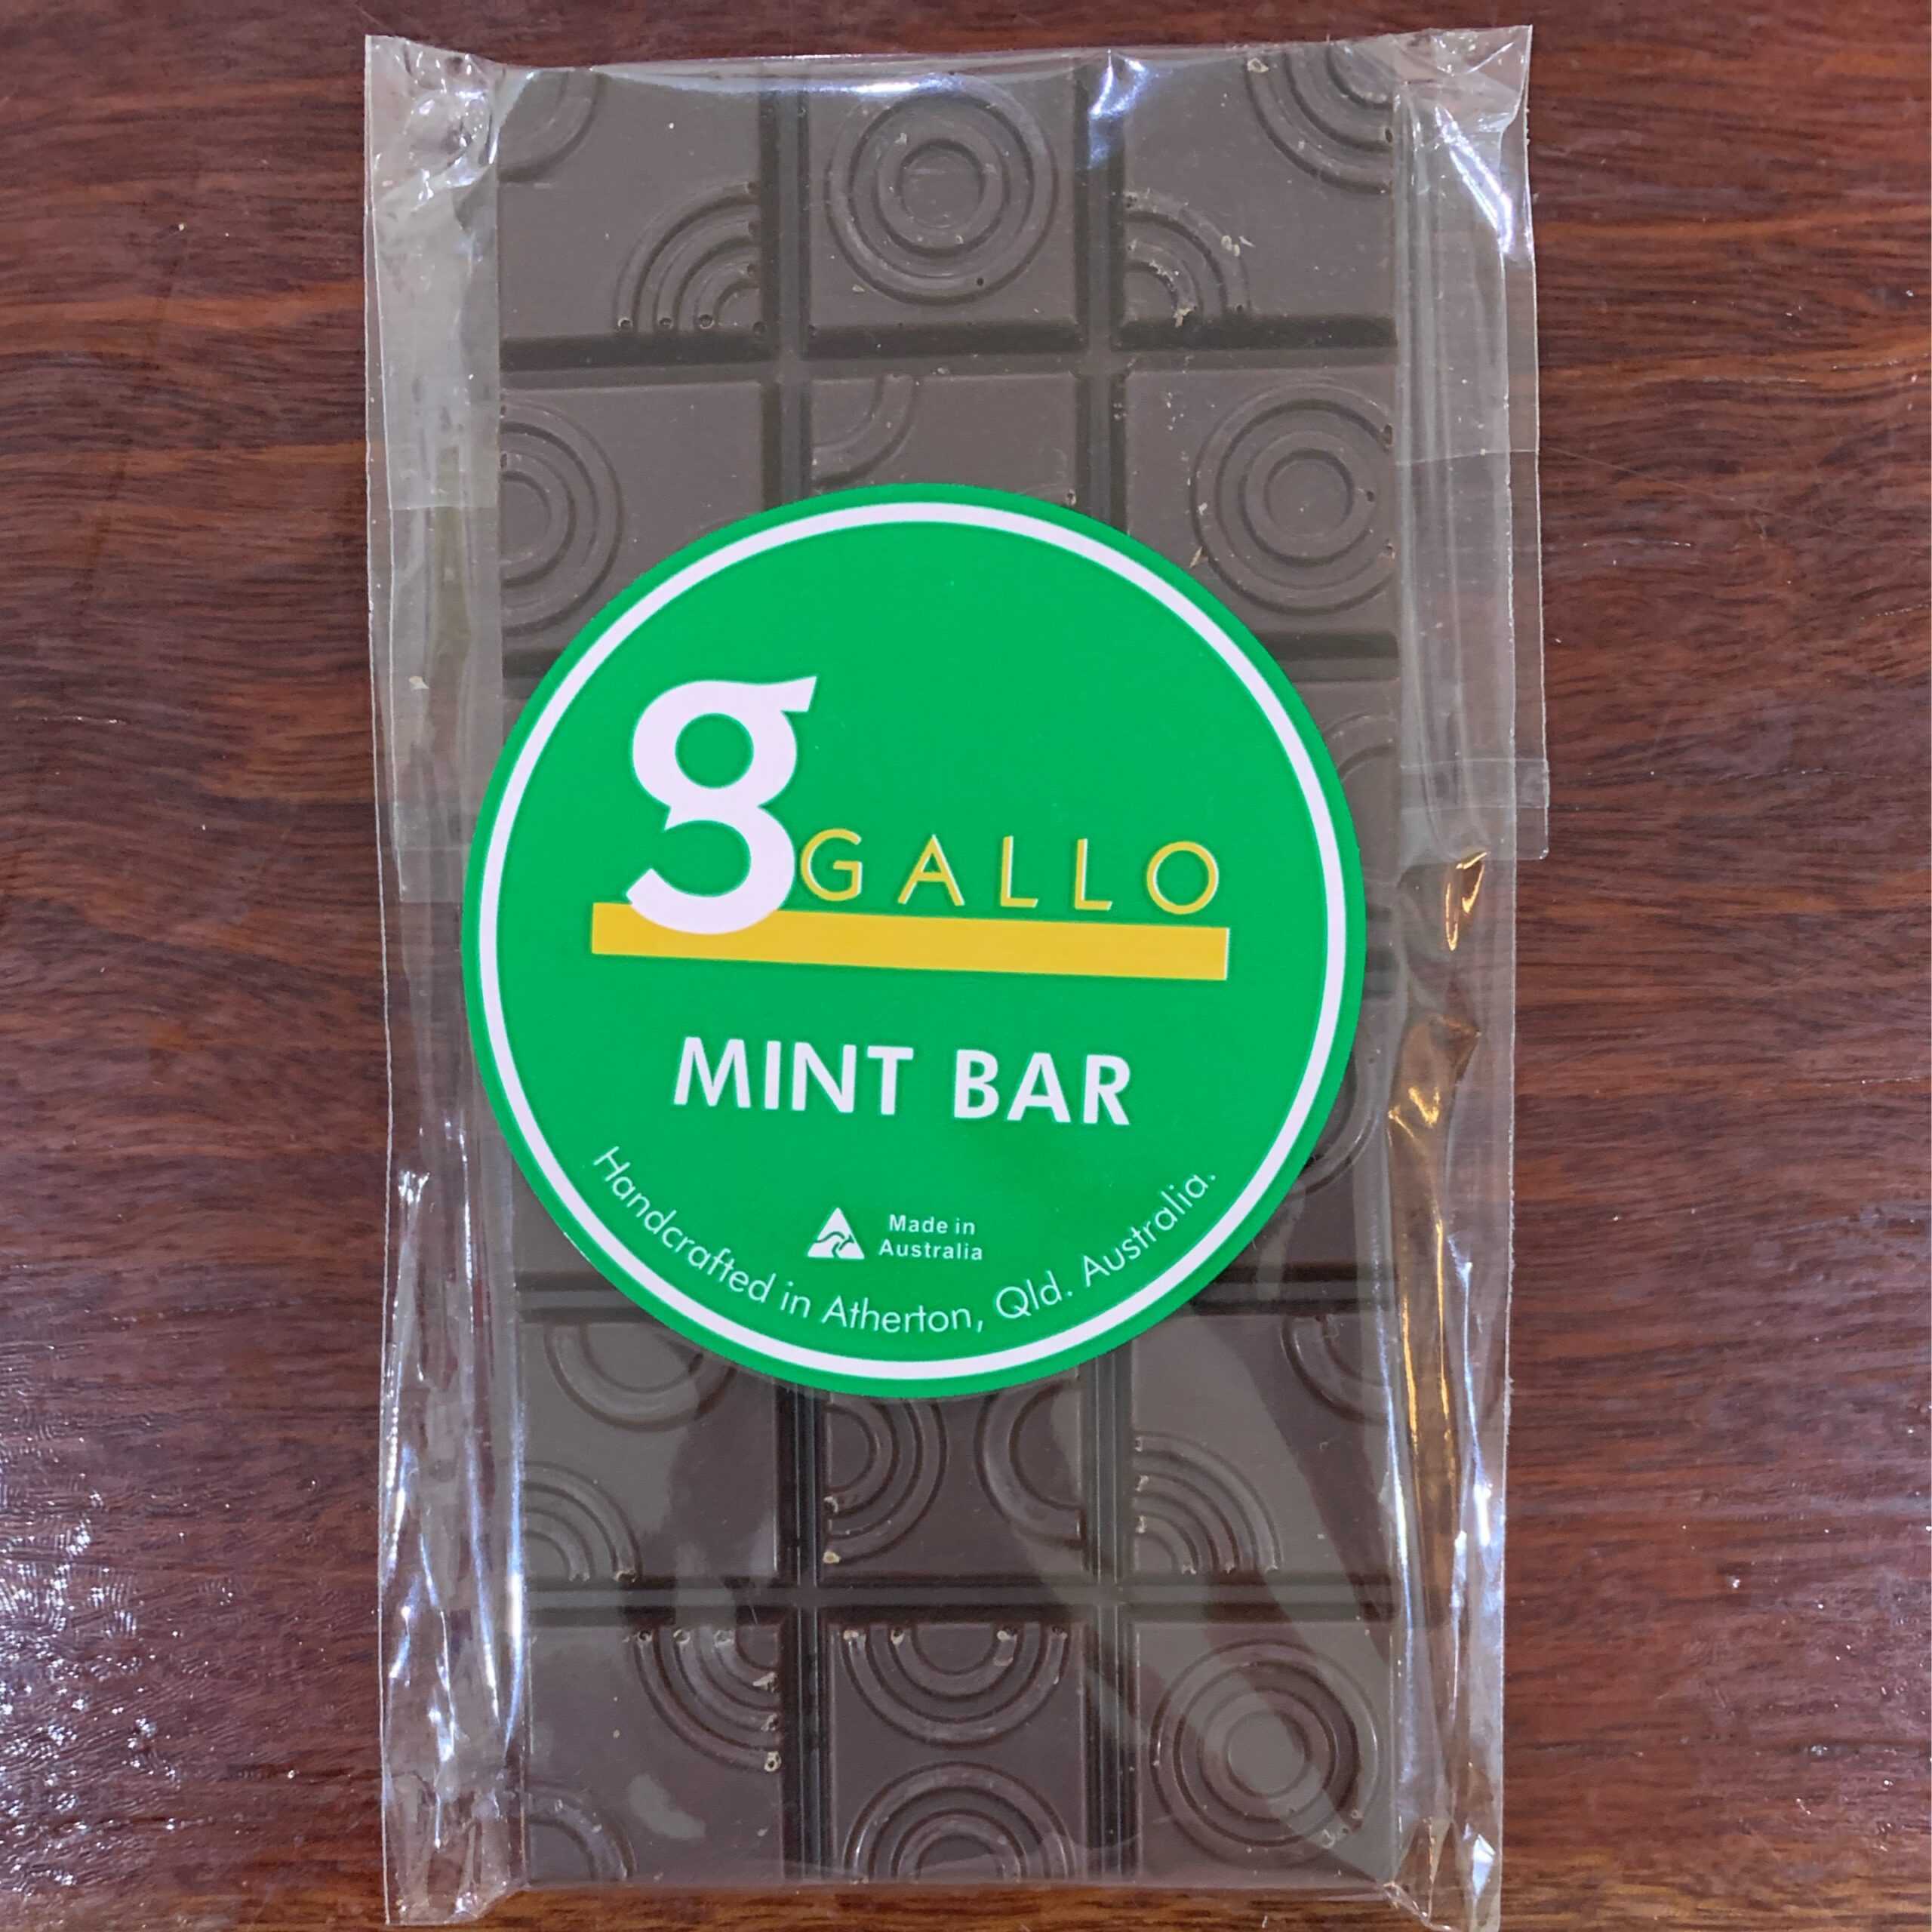 g GALLO
MINT BAR
Made in
Australia
Handcrafted in Atherton, Qld. Australia.